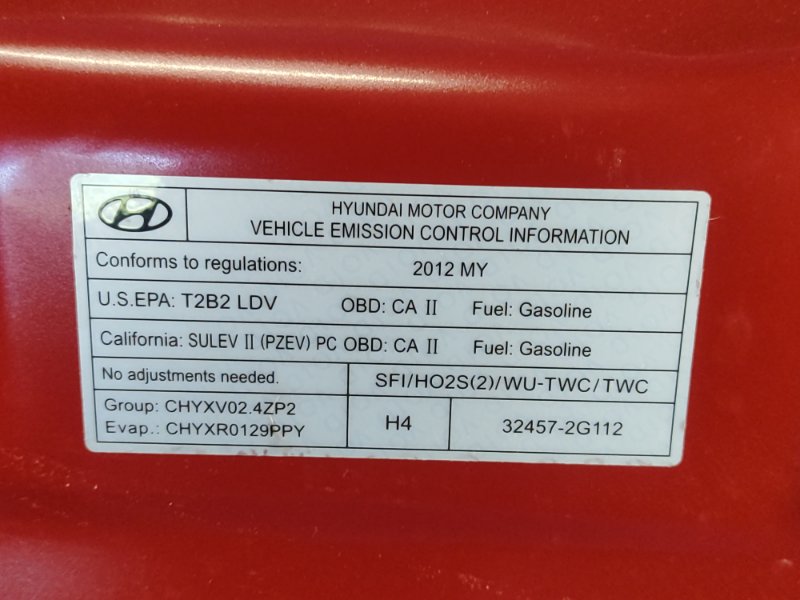 HYUNDAI MOTOR COMPANY
VEHICLE EMISSION CONTROL INFORMATION
Conforms to regulations: 2012 MY
U.S.EPA: T2B2 LDV OBD: CA II Fuel: Gasoline
California: SULEV II (PZEV) PC OBD: CA II Fuel: Gasoline
No adjustments needed. SFI/HO2S(2)/WU-TWC/TWC
Group: CHYXV02.4ZP2
Evap.: CHYXR0129PPY
H4
32457-2G112